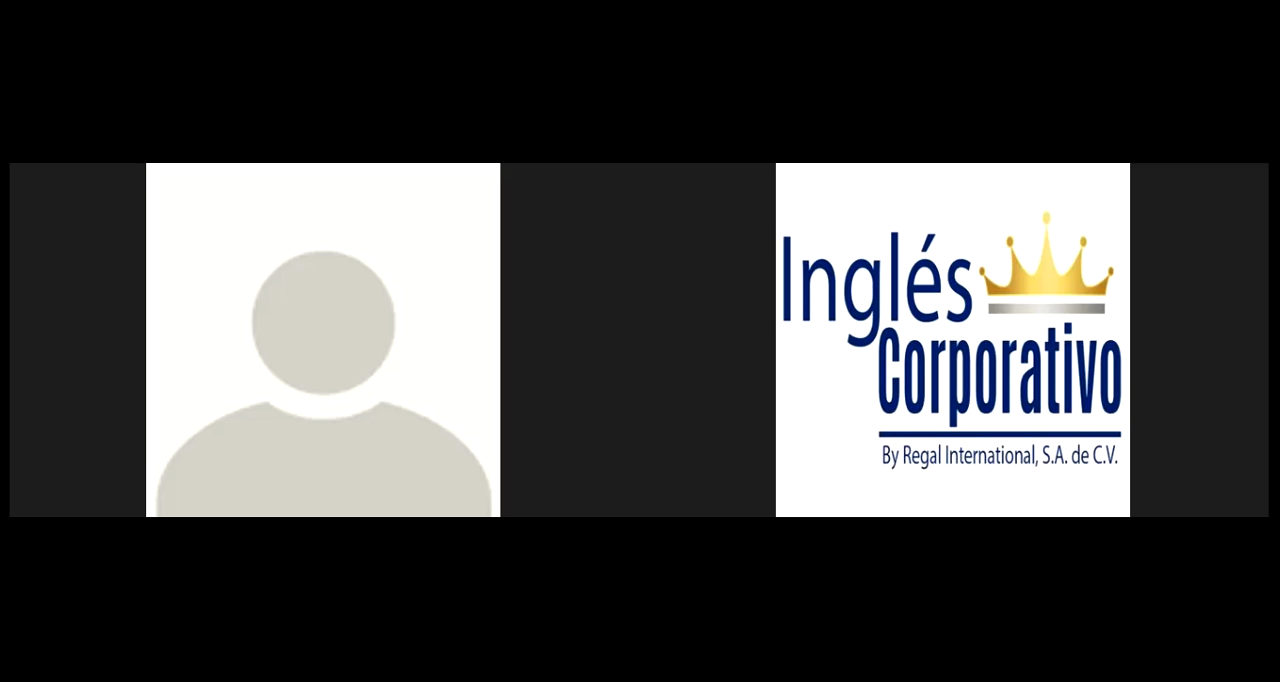 Inglés
Corporativo
By Regal International, S.A. de C.V.